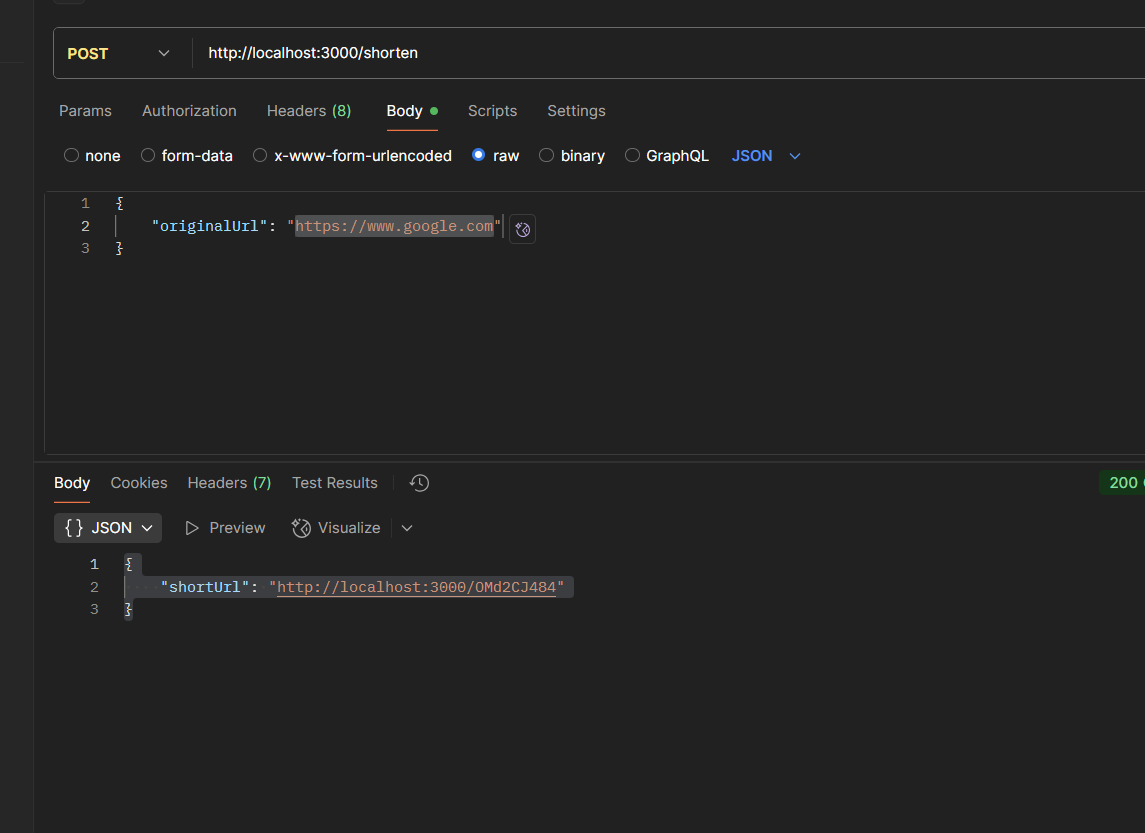 POST http://localhost:3000/shorten
Params Authorization Headers (8) Body Scripts Settings
none form-data x-www-form-urlencoded raw binary GraphQL JSON
1 {
2 "originalUrl": "https://www.google.com"
3 }
Body Cookies Headers (7) Test Results 200
{} JSON Preview Visualize
1 {
2 "shortUrl": "http://localhost:3000/OMd2CJ484"
3 }